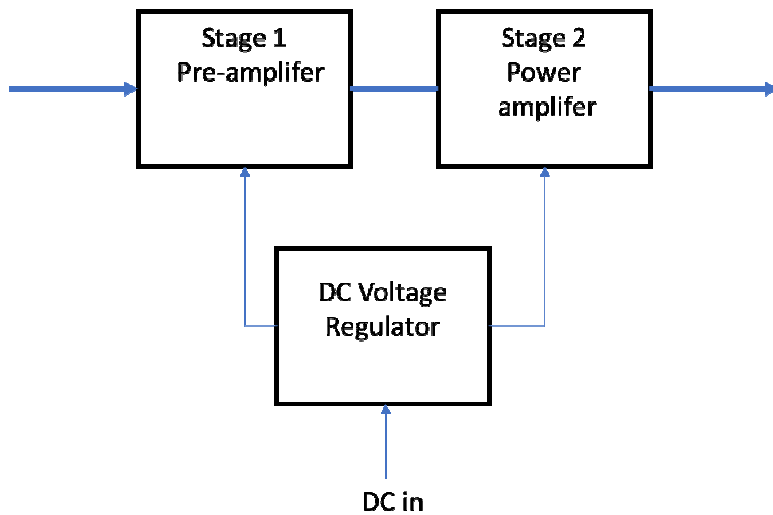 Stage 1
Pre-amplifer
Stage 2
Power
amplifer
DC Voltage
Regulator
DC in